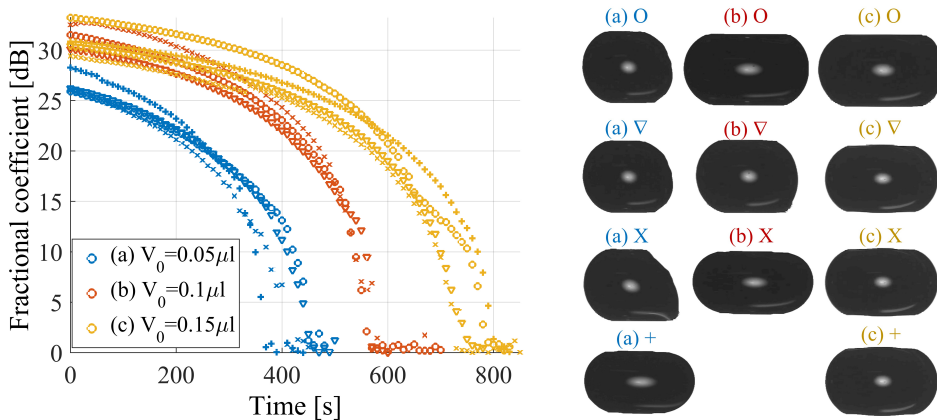 Fractional coefficient [dB]
30
25
20
15
10
5
0
0 200 400 600 800
Time [s]
(a) V₀=0.05μl
(b) V₀=0.1μl
(c) V₀=0.15μl
(a) O (b) O (c) O
(a) ∇ (b) ∇ (c) ∇
(a) X (b) X (c) X
(a) + (c) +